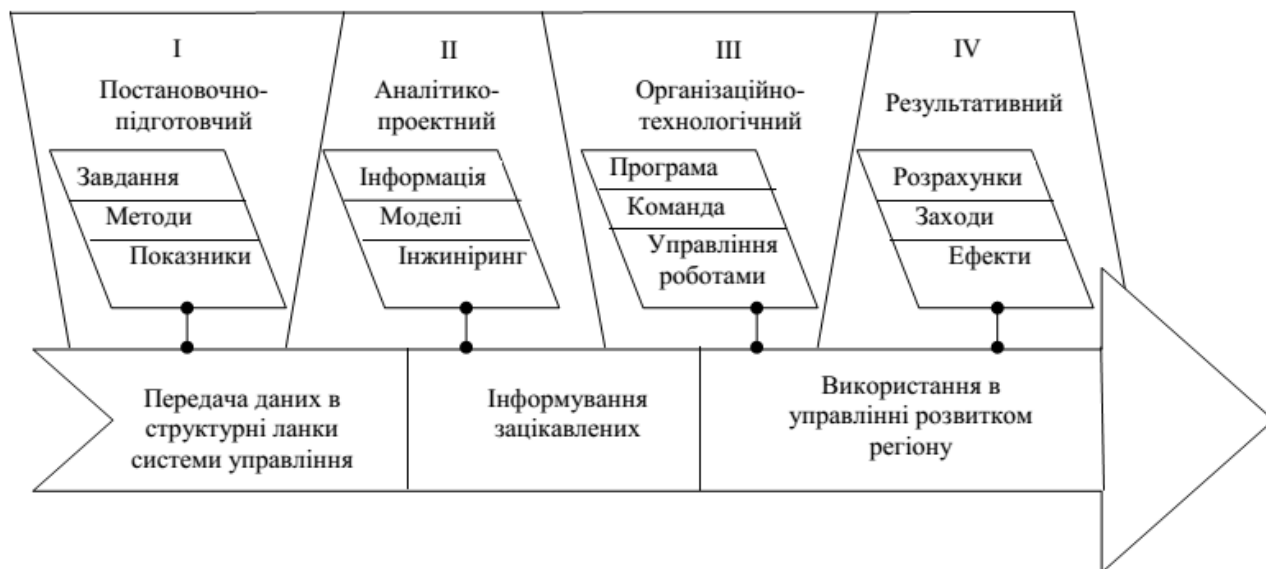 I
Постановочно-
підготовчий
Завдання
Методи
Показники
II
Аналітико-
проектний
Інформація
Моделі
Інжиніринг
III
Організаційно-
технологічний
Програма
Команда
Управління
роботами
IV
Результативний
Розрахунки
Заходи
Ефекти
Передача даних в
структурні ланки
системи управління
Інформування
зацікавлених
Використання в
управлінні розвитком
регіону